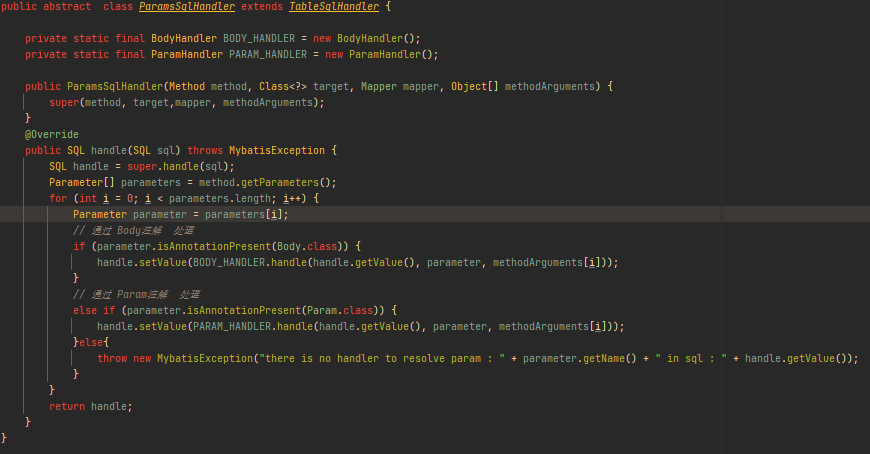 public abstract  class ParamsSqlHandler extends TableSqlHandler {
    private static final BodyHandler BODY_HANDLER = new BodyHandler();
    private static final ParamHandler PARAM_HANDLER = new ParamHandler();
    public ParamsSqlHandler(Method method, Class<?> target, Mapper mapper, Object[] methodArguments) {
        super(method, target,mapper, methodArguments);
    }
    @Override
    public SQL handle(SQL sql) throws MybatisException {
        SQL handle = super.handle(sql);
        Parameter[] parameters = method.getParameters();
        for (int i = 0; i < parameters.length; i++) {
            Parameter parameter = parameters[i];
            // 通过 Body注解  处理
            if (parameter.isAnnotationPresent(Body.class)) {
                handle.setValue(BODY_HANDLER.handle(handle.getValue(), parameter, methodArguments[i]));
            }
            // 通过 Param注解  处理
            else if (parameter.isAnnotationPresent(Param.class)) {
                handle.setValue(PARAM_HANDLER.handle(handle.getValue(), parameter, methodArguments[i]));
            }else{
                throw new MybatisException("there is no handler to resolve param : " + parameter.getName() + " in sql : " + handle.getValue());
            }
        }
        return handle;
    }
}